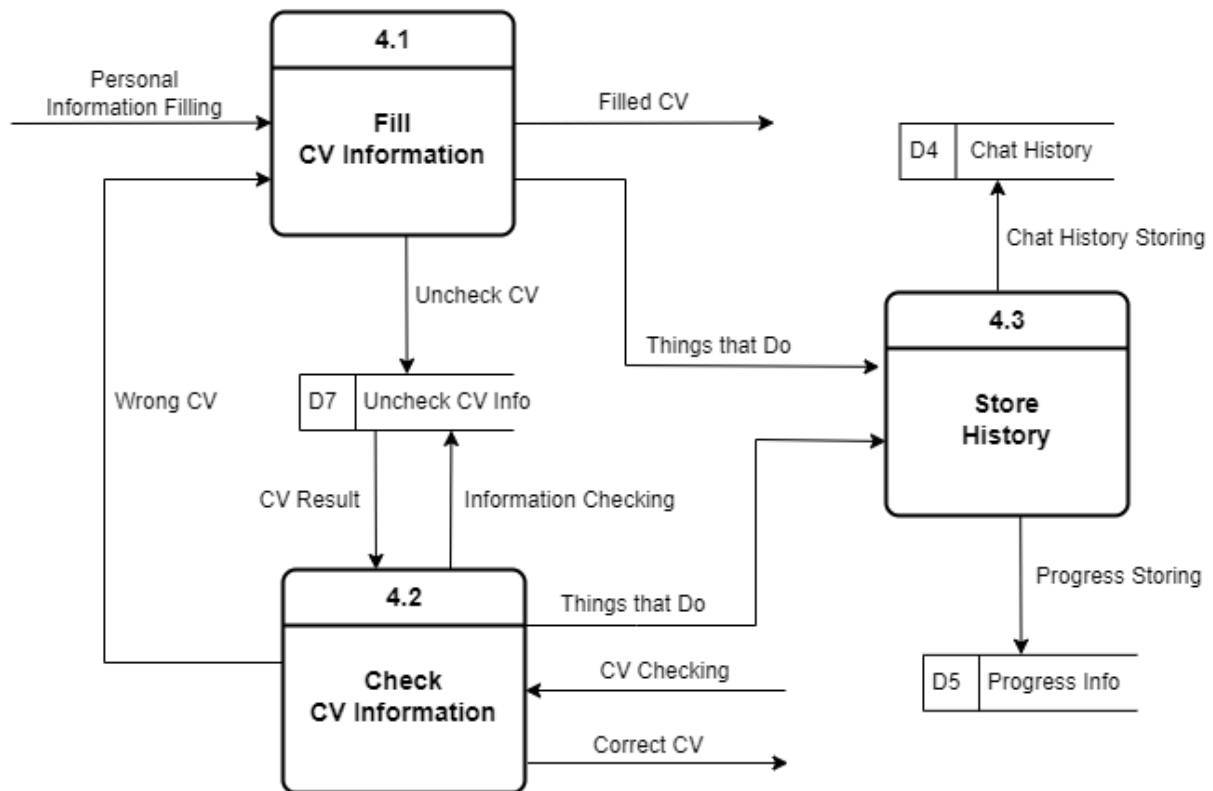 4.1
Personal
Information Filling
Filled CV
Fill
CV Information
D4
Chat History
Chat History Storing
Uncheck CV
4.3
Things that Do
D7
Uncheck CV Info
Wrong CV
Store
History
CV Result
Information Checking
Progress Storing
4.2
Things that Do
CV Checking
D5
Progress Info
Check
CV Information
Correct CV